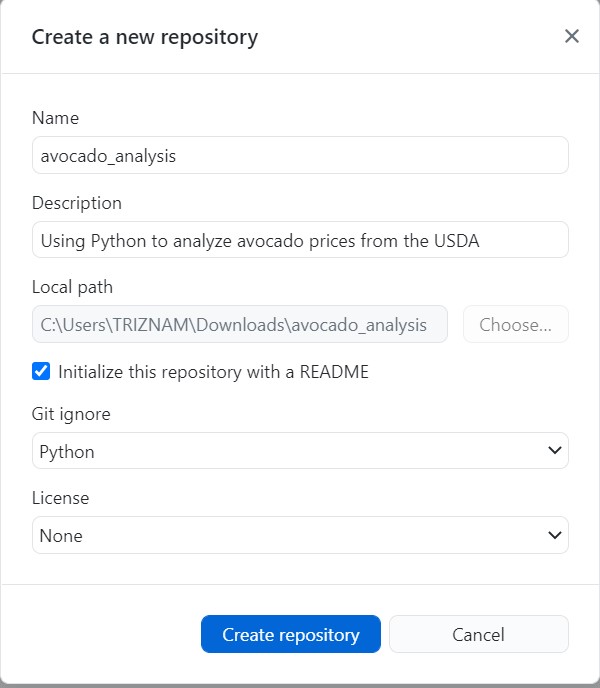 Create a new repository
Name
avocado_analysis
Description
Using Python to analyze avocado prices from the USDA
Local path
C:\Users\TRIZNAM\Downloads\avocado_analysis
Choose...
Initialize this repository with a README
Git ignore
Python
License
None
Create repository
Cancel